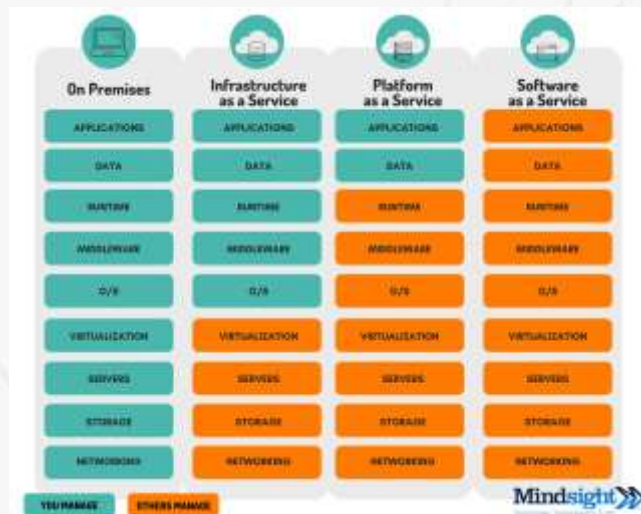 On Premises
Infrastructure
as a Service
Platform
as a Service
Software
as a Service
APPLICATIONS APPLICATIONS APPLICATIONS APPLICATIONS
DATA DATA DATA DATA
RUNTIME RUNTIME RUNTIME RUNTIME
MIDDLEWARE MIDDLEWARE MIDDLEWARE MIDDLEWARE
O/S O/S O/S O/S
VIRTUALIZATION VIRTUALIZATION VIRTUALIZATION VIRTUALIZATION
SERVERS SERVERS SERVERS SERVERS
STORAGE STORAGE STORAGE STORAGE
NETWORKING NETWORKING NETWORKING NETWORKING
YOU MANAGE OTHERS MANAGE
Mindsight